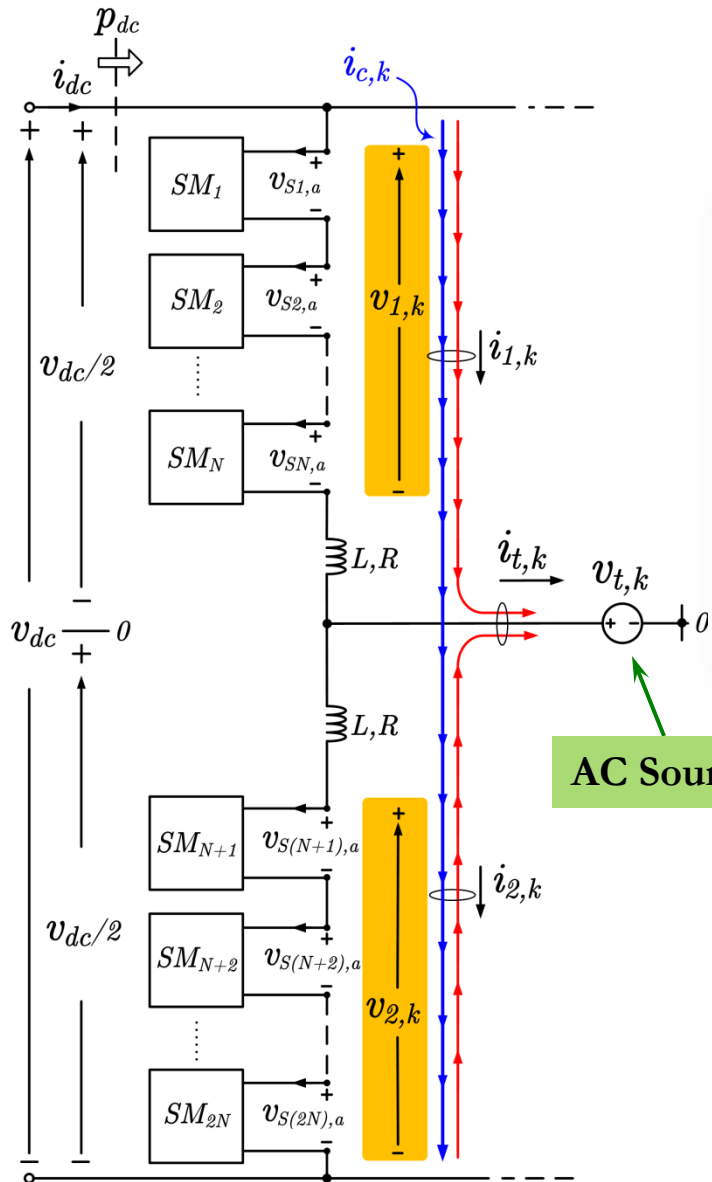 p_dc
i_dc
i_c,k
+ +
SM_1
+
v_S1,a
−
+
v_1,k
−
SM_2
+
v_S2,a
−
v_dc/2
i_1,k
SM_N
+
v_SN,a
−
L,R
i_t,k
v_t,k
−
v_dc
0
+
+ −
0
L,R
AC Sour
SM_N+1
+
v_S(N+1),a
−
+
v_2,k
−
i_2,k
v_dc/2
SM_N+2
+
v_S(N+2),a
−
SM_2N
+
v_S(2N),a
−
− −